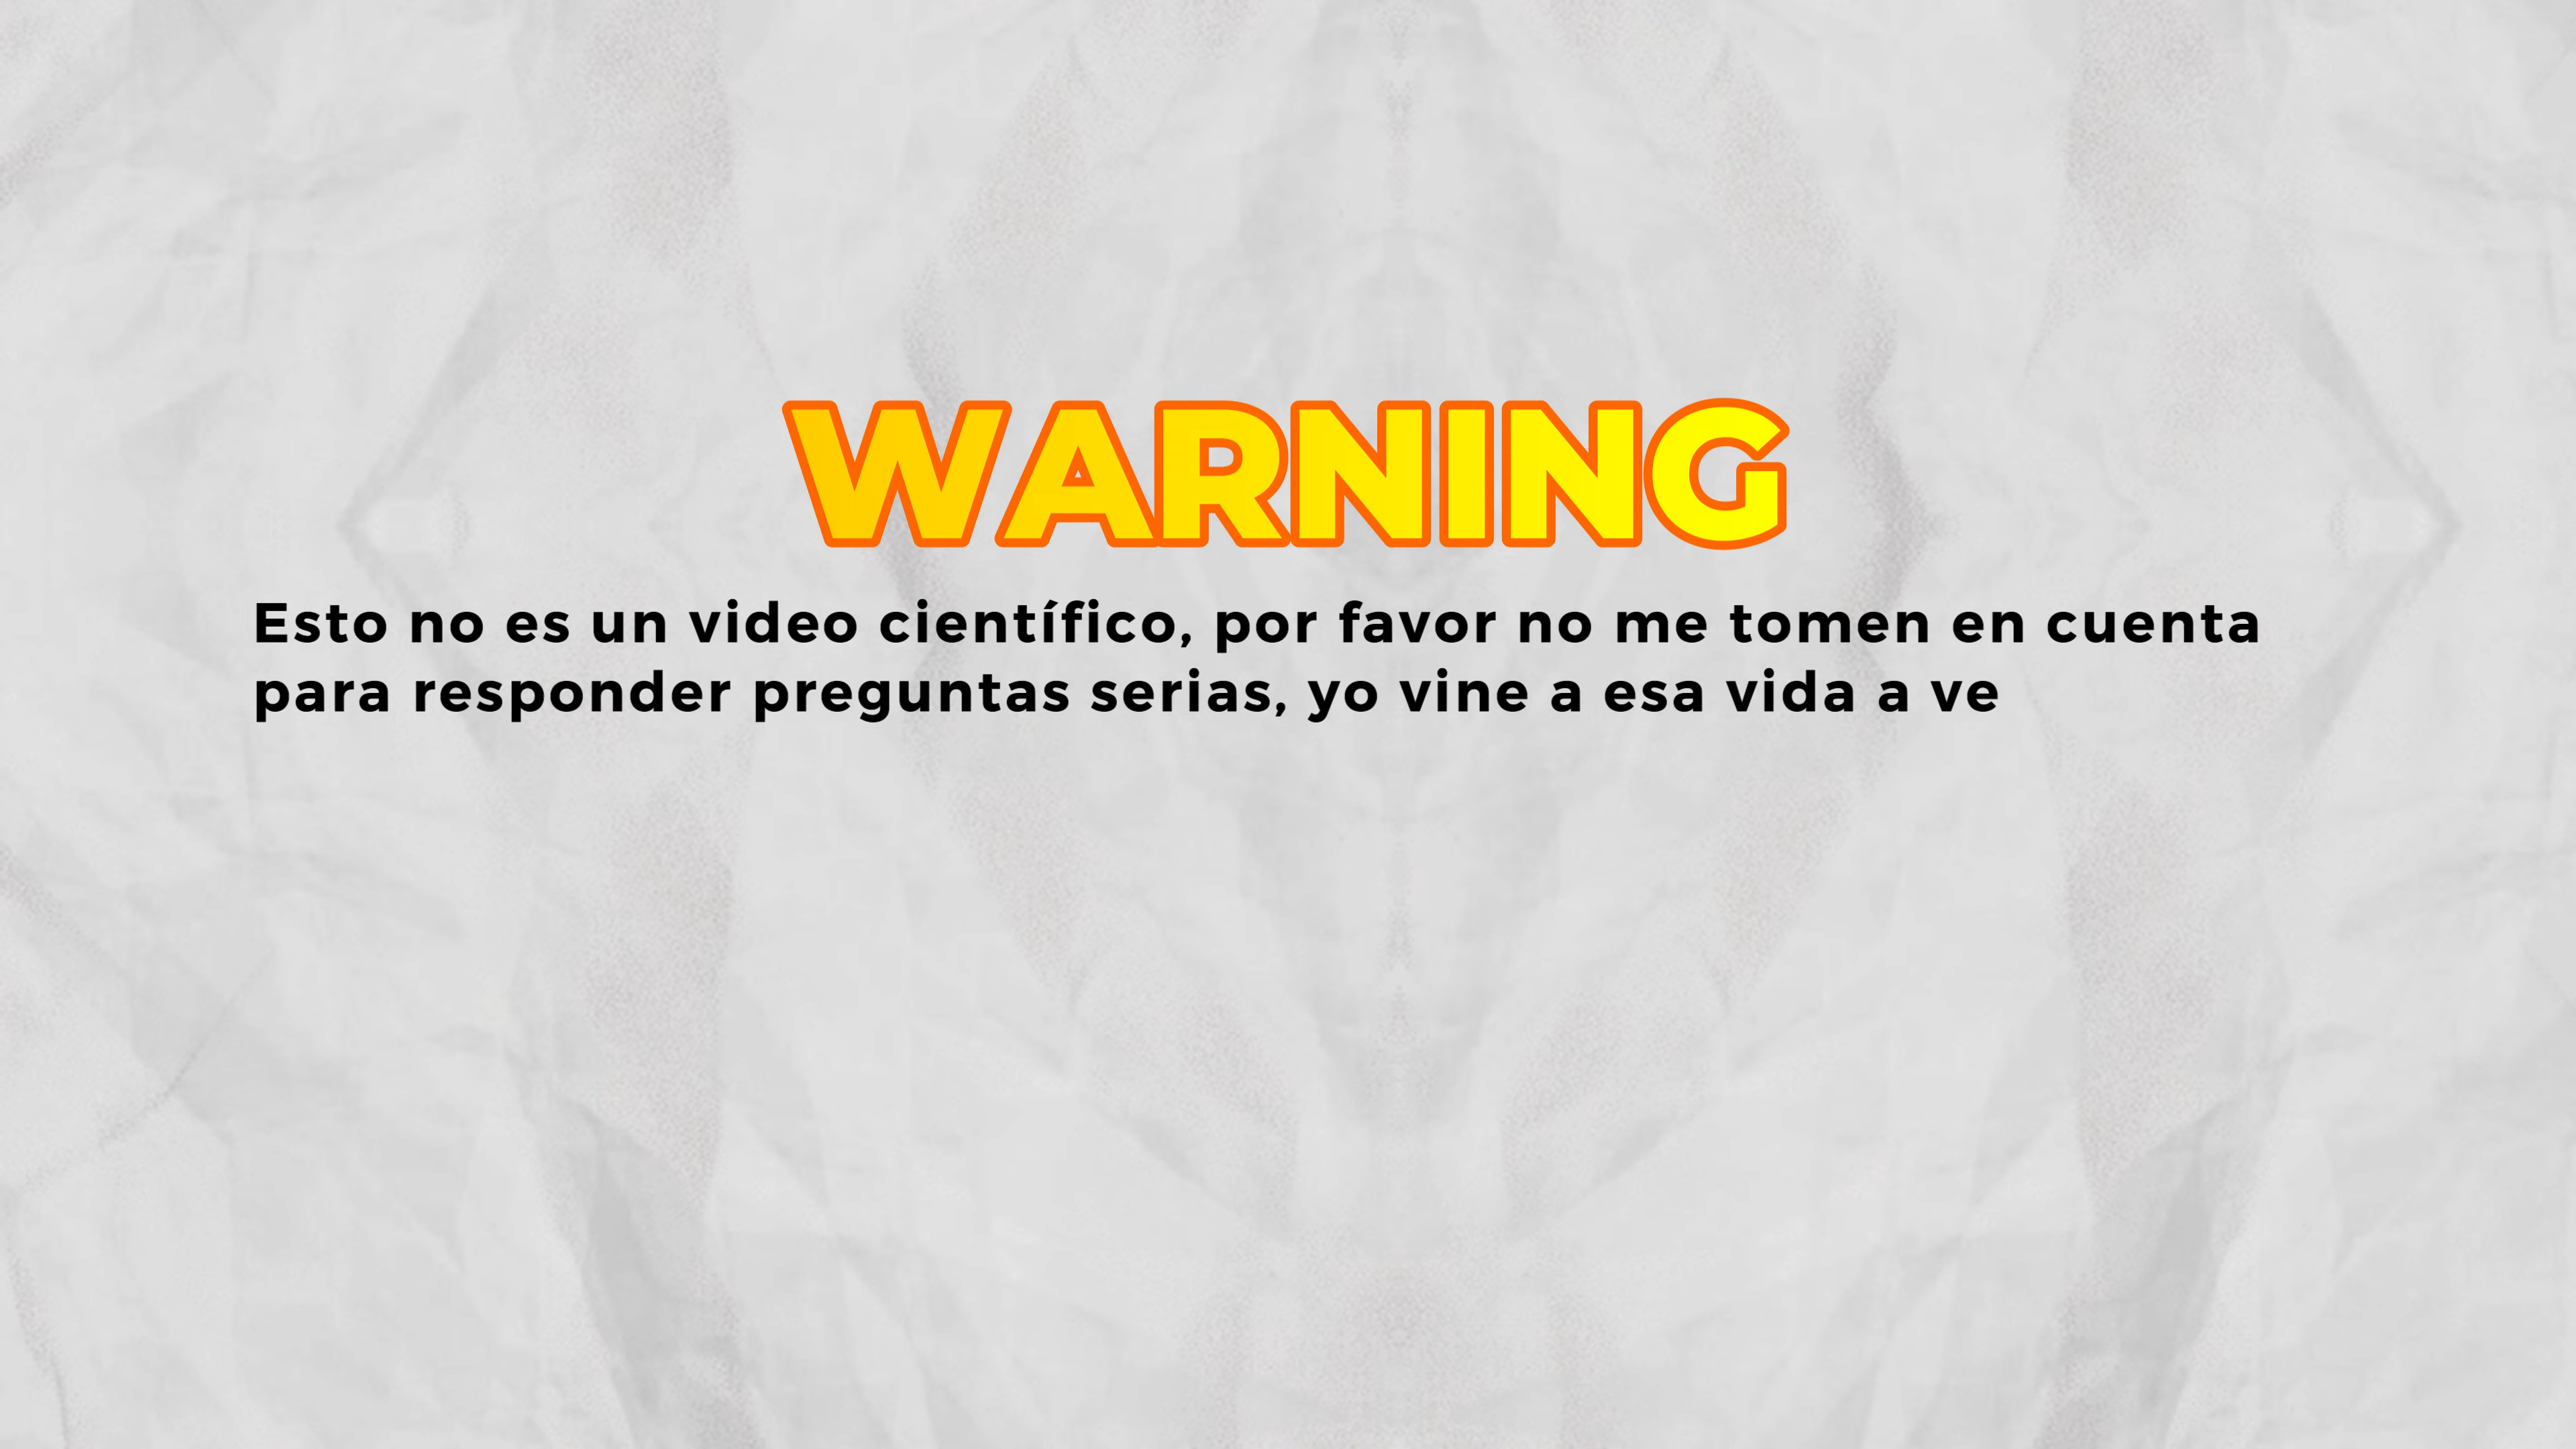 WARNING
Esto no es un video científico, por favor no me tomen en cuenta
para responder preguntas serias, yo vine a esa vida a ve